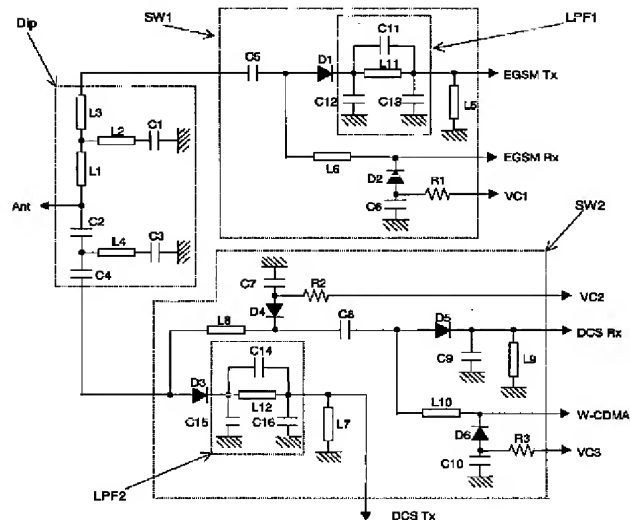 Dip
SW1
LPF1
C11
C5
D1
L11
EGSM Tx
C12
C13
L5
L3
L2
C1
L1
L6
EGSM Rx
D2
R1
VC1
C6
Ant
SW2
C2
L4
C3
C4
C7
R2
VC2
D4
L8
C8
D5
DCS Rx
C9
L9
C14
D3
L12
L10
W-CDMA
C15
C16
L7
D6
R3
VC3
C10
LPF2
DCS Tx